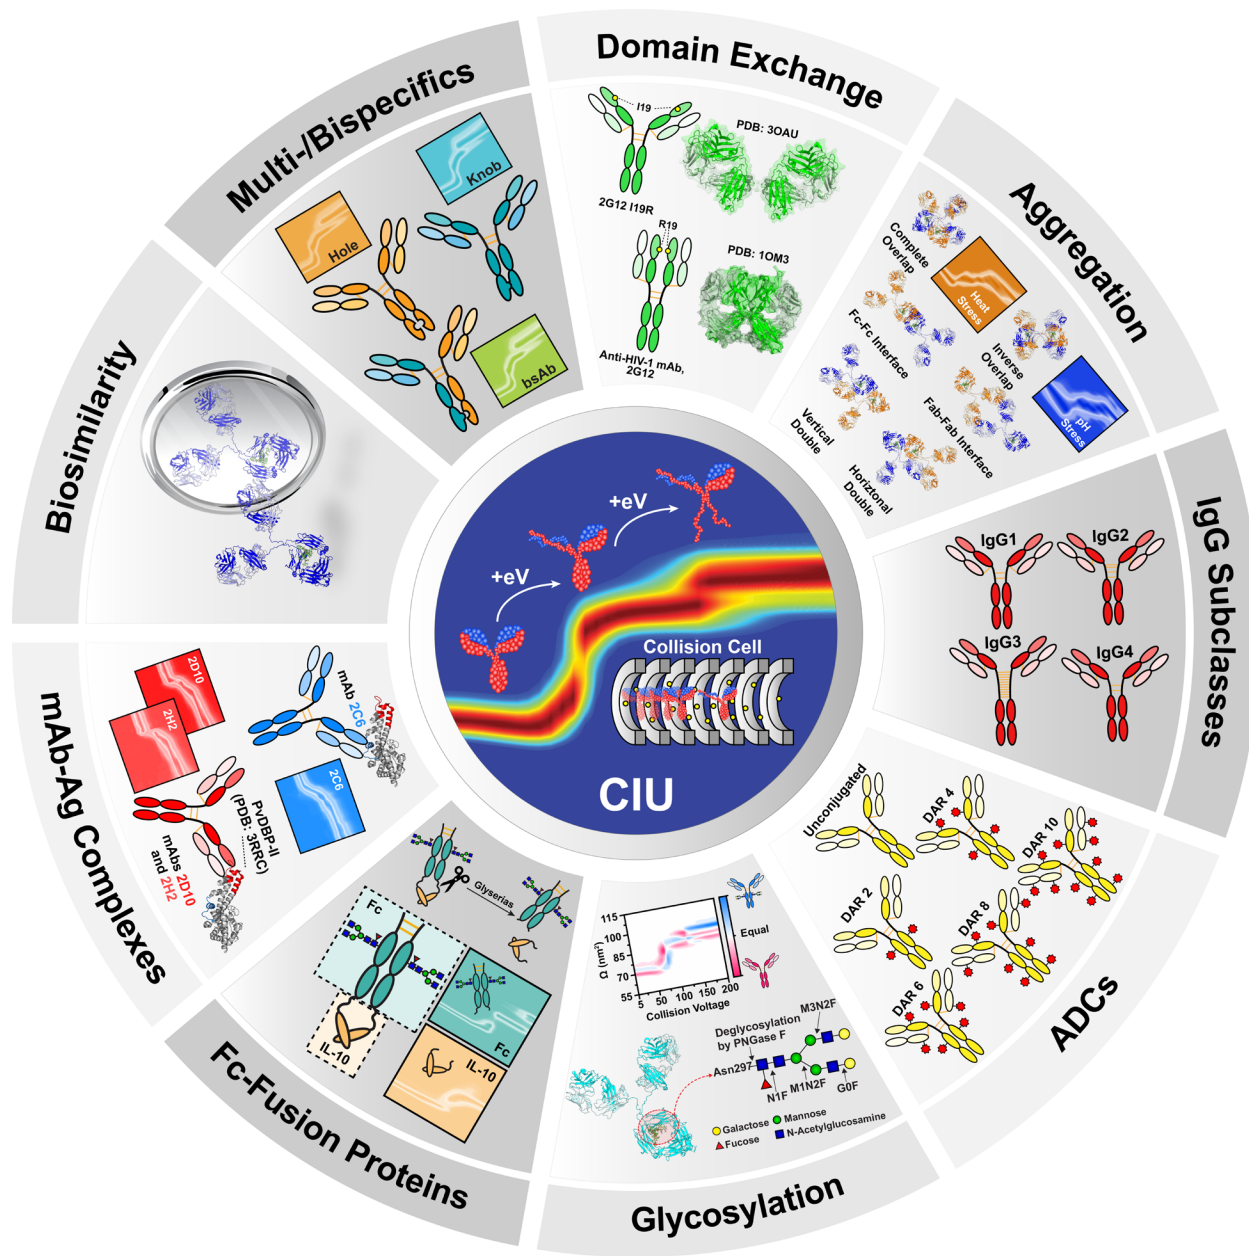 Domain Exchange
I19
PDB: 3OAU
2G12 I19R
R19
PDB: 1OM3
Anti-HIV-1 mAb,
2G12
Aggregation
Complete
Overlap
Heat
Stress
Fc-Fc Interface
Inverse
Overlap
pH
Stress
Vertical
Double
Fab-Fab Interface
Horiztonal
Double
IgG Subclasses
IgG1
IgG2
IgG3
IgG4
ADCs
Unconjugated
DAR 4
DAR 10
DAR 2
DAR 8
DAR 6
Glycosylation
115
100
85
70
55
Ω (nm²)
5
50
100
150
200
Collision Voltage
Equal
M3N2F
Deglycosylation
by PNGase F
Asn297
N1F
M1N2F
G0F
Galactose
Mannose
Fucose
N-Acetylglucosamine
Fc-Fusion Proteins
Glyserias
Fc
IL-10
Fc
IL-10
mAb-Ag Complexes
2D10
2H2
mAb 2C6
2C6
PvDBP-II
(PDB: 3RRC)
mAbs 2D10
and 2H2
Biosimilarity
Multi-/Bispecifics
Knob
Hole
bsAb
+eV
+eV
Collision Cell
CIU